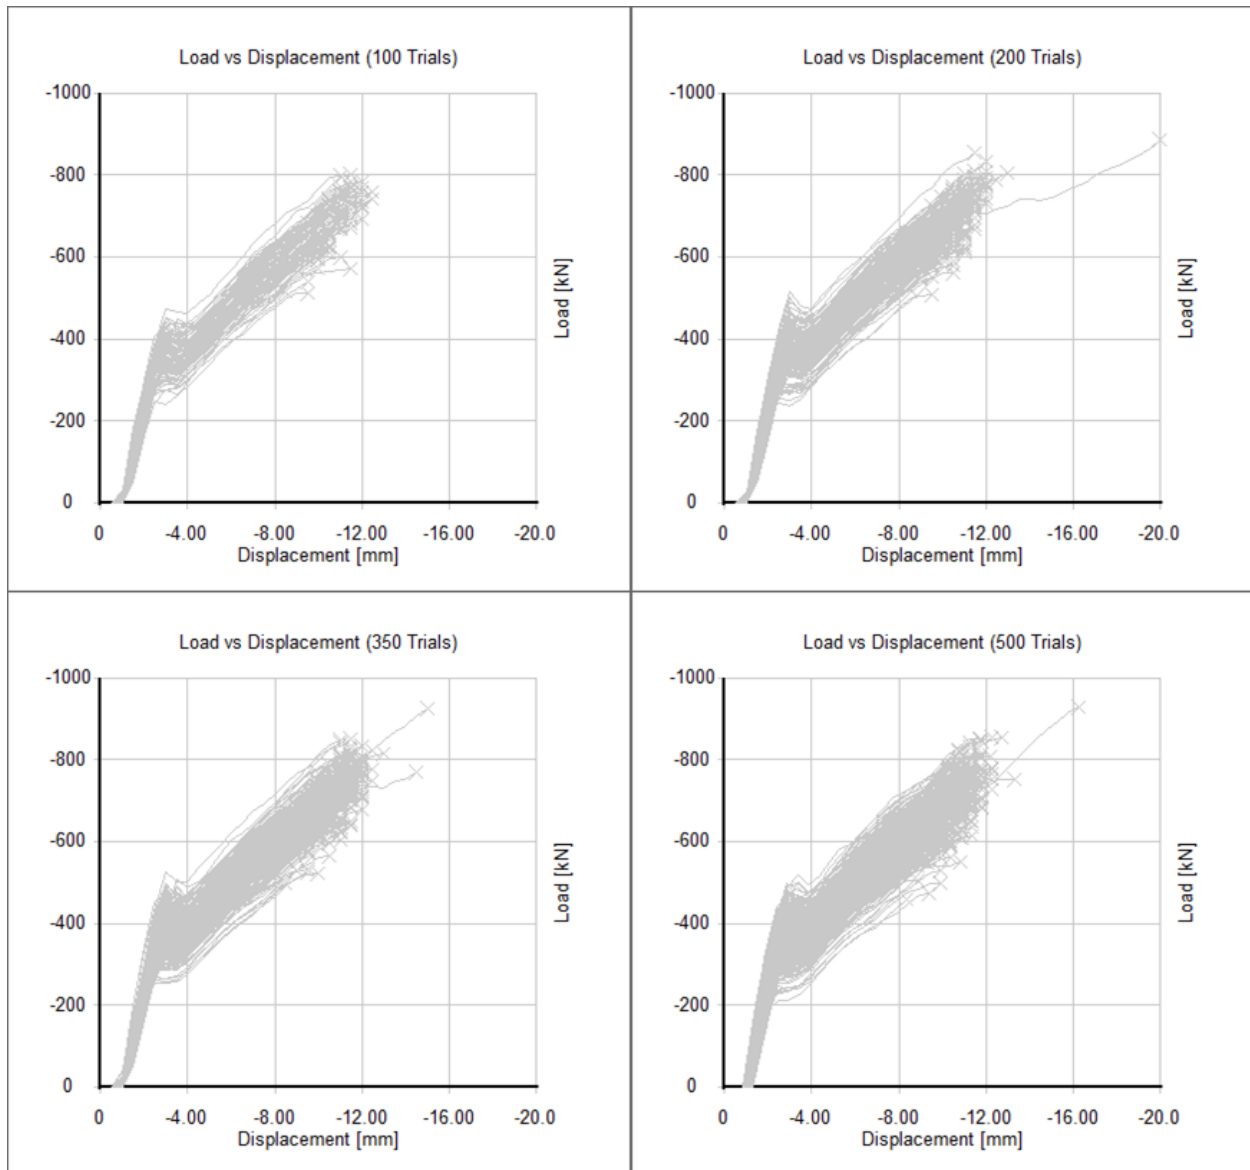 Load vs Displacement (100 Trials)
-1000
-800
-600
-400
-200
0
0 -4.00 -8.00 -12.00 -16.00 -20.0
Displacement [mm]
Load [kN]
Load vs Displacement (200 Trials)
-1000
-800
-600
-400
-200
0
0 -4.00 -8.00 -12.00 -16.00 -20.0
Displacement [mm]
Load [kN]
Load vs Displacement (350 Trials)
-1000
-800
-600
-400
-200
0
0 -4.00 -8.00 -12.00 -16.00 -20.0
Displacement [mm]
Load [kN]
Load vs Displacement (500 Trials)
-1000
-800
-600
-400
-200
0
0 -4.00 -8.00 -12.00 -16.00 -20.0
Displacement [mm]
Load [kN]